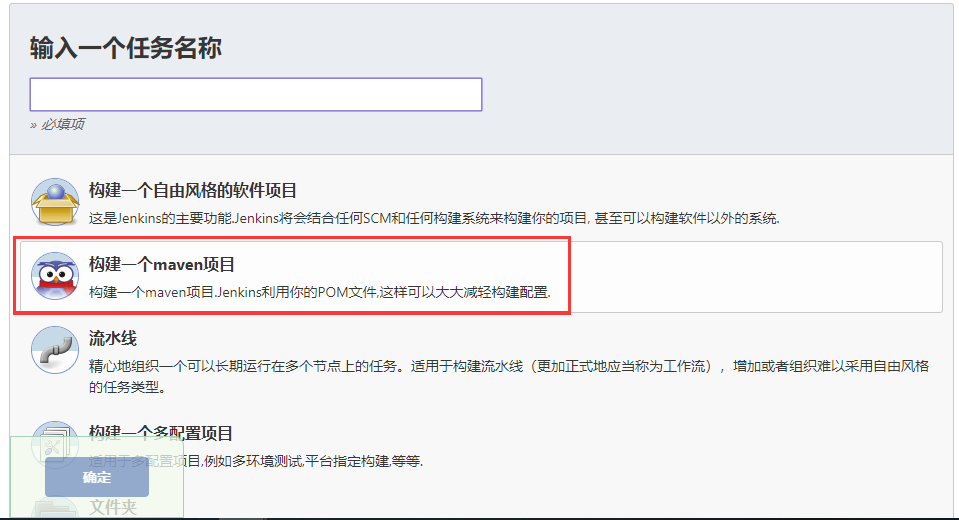 输入一个任务名称
» 必填项
构建一个自由风格的软件项目
这是Jenkins的主要功能.Jenkins将会结合任何SCM和任何构建系统来构建你的项目, 甚至可以构建软件以外的系统.
构建一个maven项目
构建一个maven项目.Jenkins利用你的POM文件,这样可以大大减轻构建配置.
流水线
精心地组织一个可以长期运行在多个节点上的任务。适用于构建流水线（更加正式地应当称为工作流），增加或者组织难以采用自由风格
的任务类型。
构建一个多配置项目
适用于多配置项目,例如多环境测试,平台指定构建,等等.
确定
文件夹